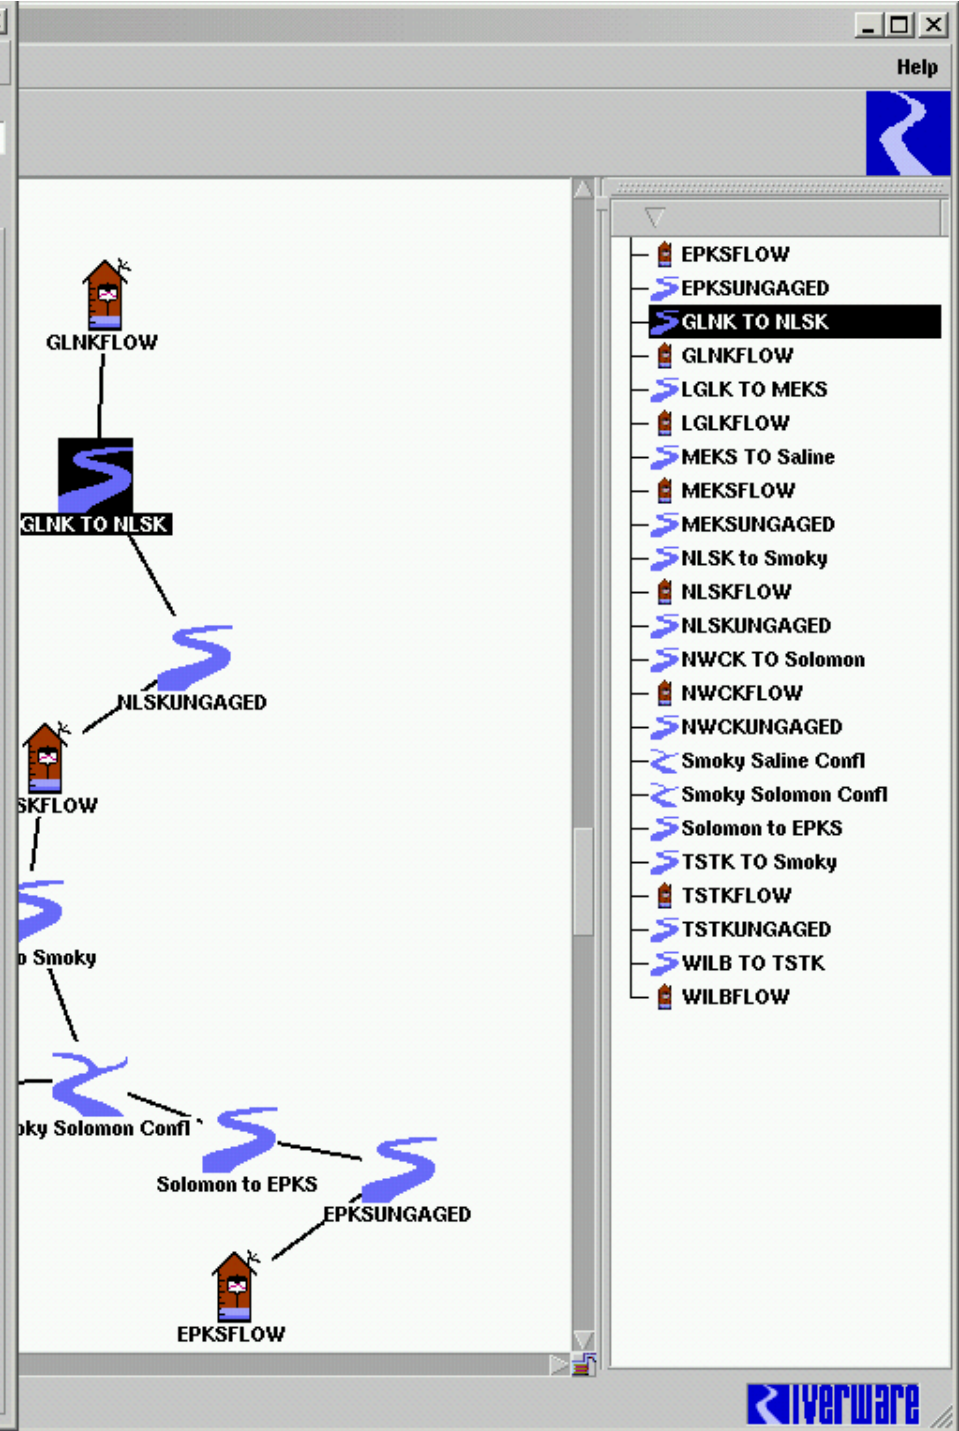 Help
GLNKFLOW
GLNK TO NLSK
NLSKUNGAGED
SKFLOW
o Smoky
oky Solomon Confl
Solomon to EPKS
EPKSUNGAGED
EPKSFLOW
EPKSFLOW
EPKSUNGAGED
GLNK TO NLSK
GLNKFLOW
LGLK TO MEKS
LGLKFLOW
MEKS TO Saline
MEKSFLOW
MEKSUNGAGED
NLSK to Smoky
NLSKFLOW
NLSKUNGAGED
NWCK TO Solomon
NWCKFLOW
NWCKUNGAGED
Smoky Saline Confl
Smoky Solomon Confl
Solomon to EPKS
TSTK TO Smoky
TSTKFLOW
TSTKUNGAGED
WILB TO TSTK
WILBFLOW
Riverware